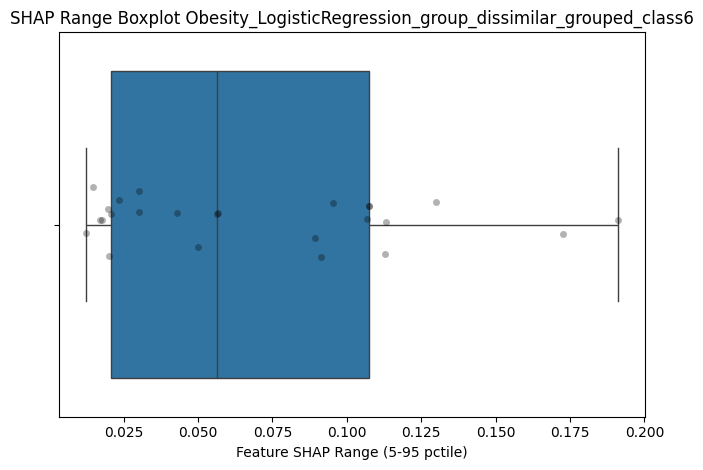 SHAP Range Boxplot Obesity_LogisticRegression_group_dissimilar_grouped_class6
0.025 0.050 0.075 0.100 0.125 0.150 0.175 0.200
Feature SHAP Range (5-95 pctile)